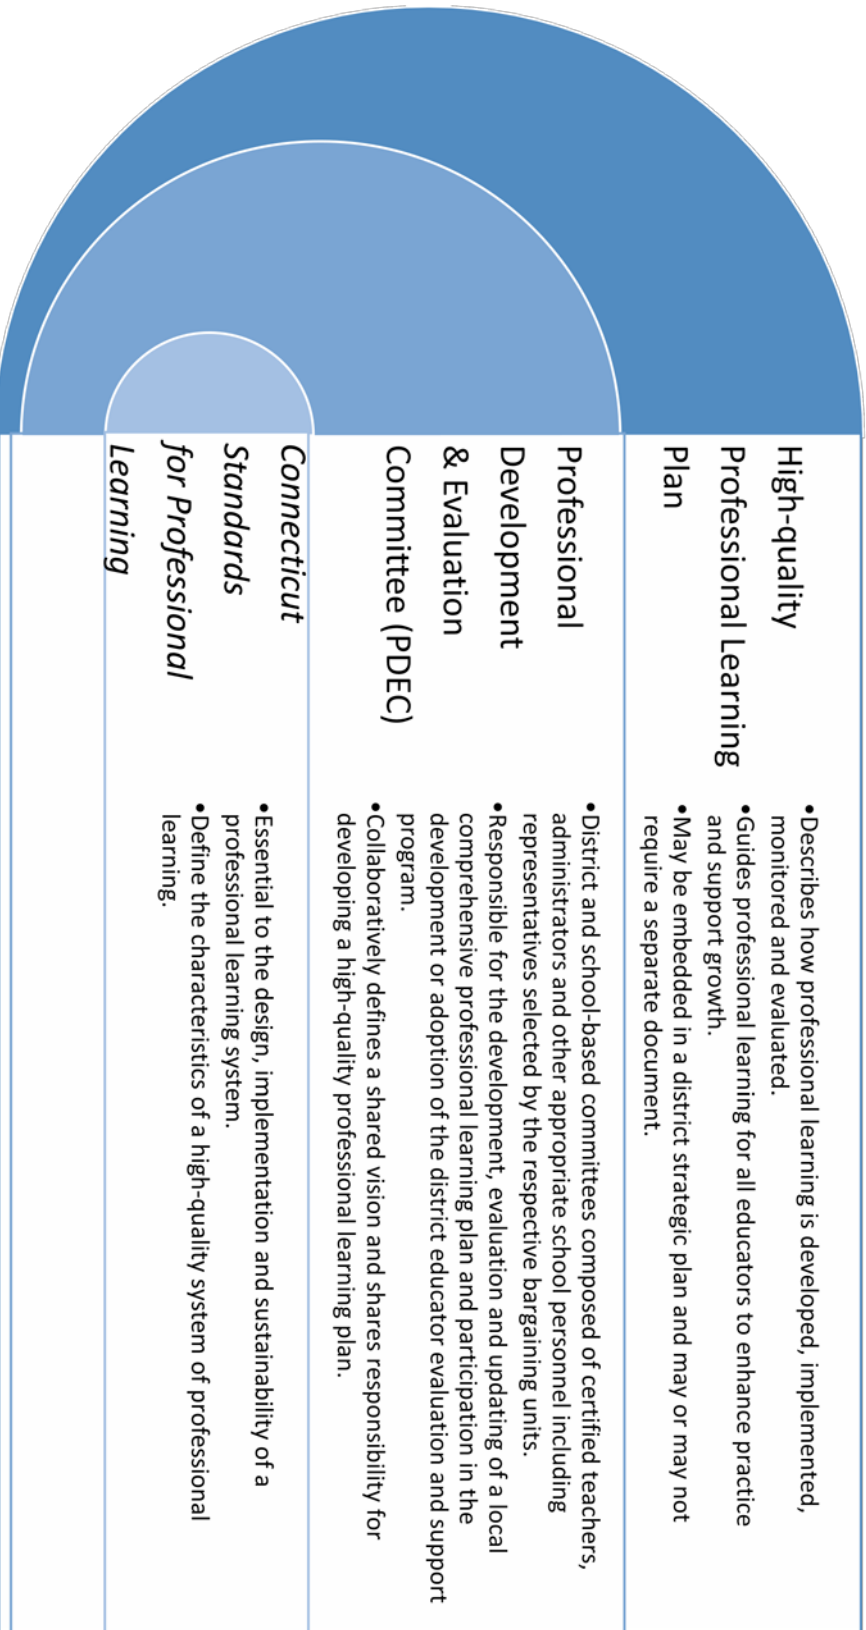 High-quality
Professional Learning
Plan
•Describes how professional learning is developed, implemented,
monitored and evaluated.
•Guides professional learning for all educators to enhance practice
and support growth.
•May be embedded in a district strategic plan and may or may not
require a separate document.
Professional
Development
& Evaluation
Committee (PDEC)
•District and school-based committees composed of certified teachers,
administrators and other appropriate school personnel including
representatives selected by the respective bargaining units.
•Responsible for the development, evaluation and updating of a local
comprehensive professional learning plan and participation in the
development or adoption of the district educator evaluation and support
program.
•Collaboratively defines a shared vision and shares responsibility for
developing a high-quality professional learning plan.
Connecticut
Standards
for Professional
Learning
•Essential to the design, implementation and sustainability of a
professional learning system.
•Define the characteristics of a high-quality system of professional
learning.